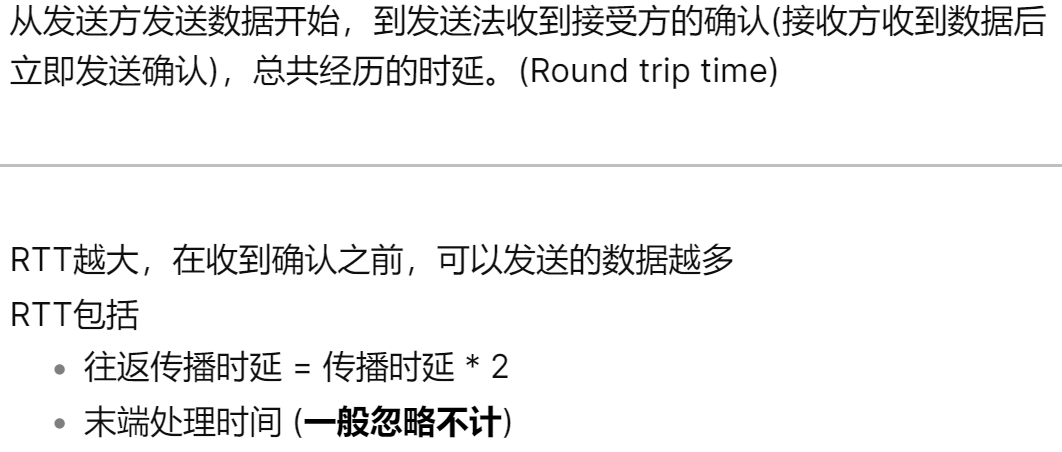 从发送方发送数据开始，到发送法收到接受方的确认(接收方收到数据后
立即发送确认)，总共经历的时延。(Round trip time)
RTT越大，在收到确认之前，可以发送的数据越多
RTT包括
• 往返传播时延 = 传播时延 * 2
• 末端处理时间 (一般忽略不计)